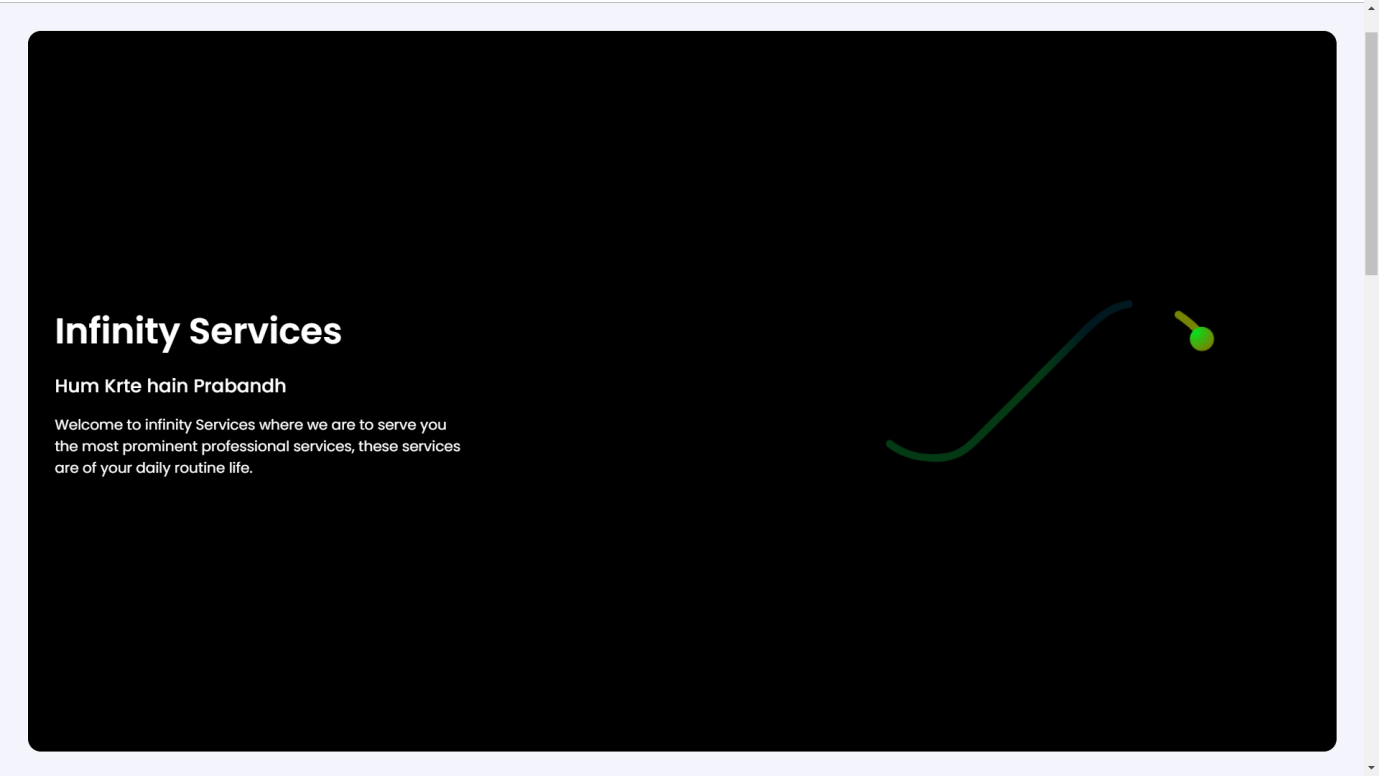 Infinity Services
Hum Krte hain Prabandh
Welcome to infinity Services where we are to serve you
the most prominent professional services, these services
are of your daily routine life.